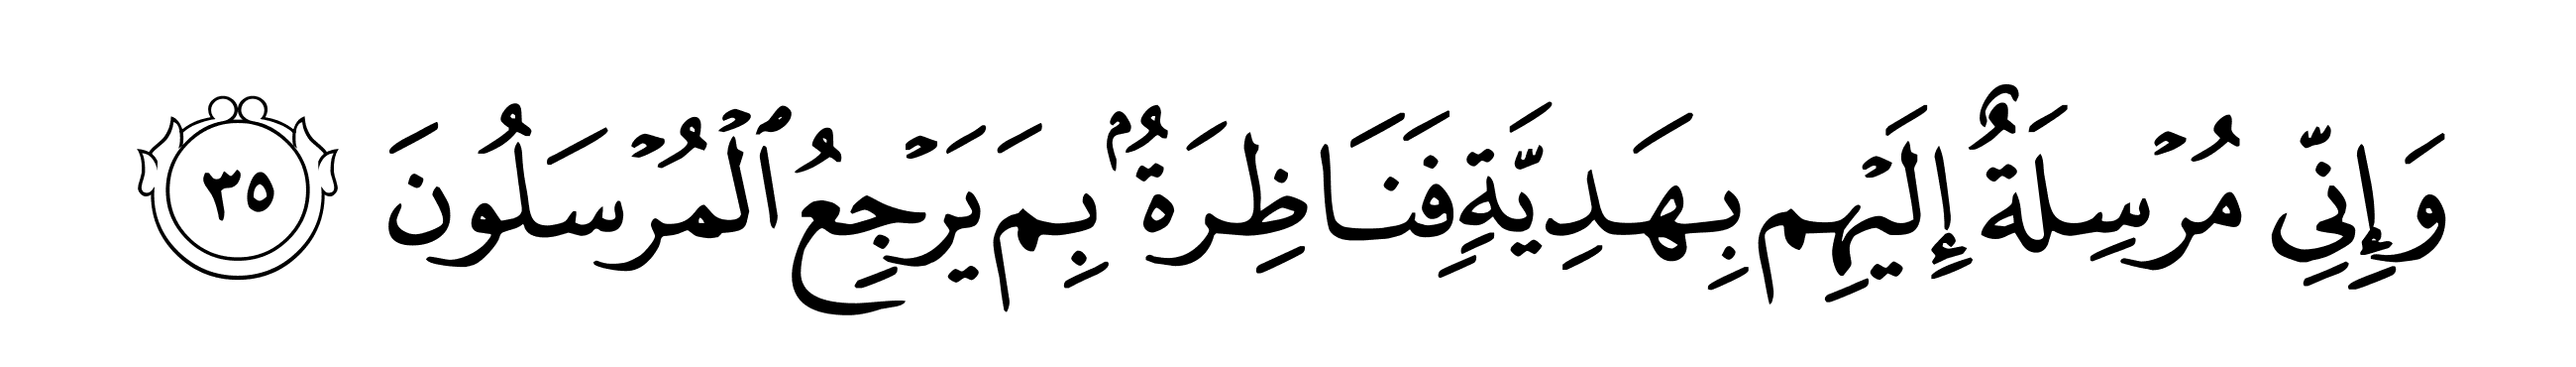 وَإِنِّي مُرْسِلَةٌ إِلَيْهِم بِهَدِيَّةٍ فَنَاظِرَةٌۢ بِمَ يَرْجِعُ ٱلْمُرْسَلُونَ ٣٥